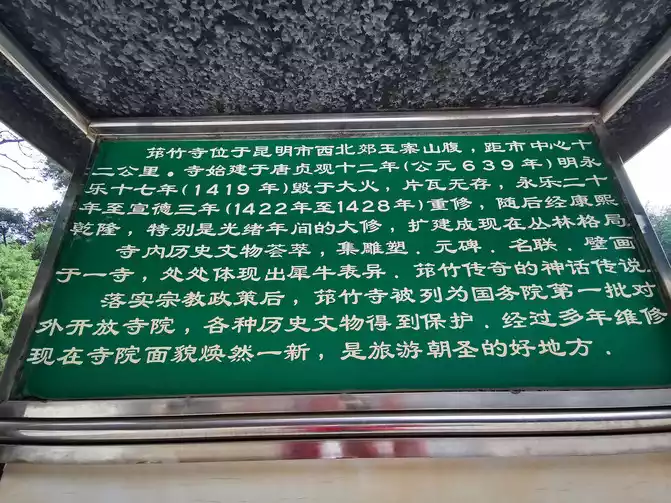 筇竹寺位于昆明市西北郊玉案山腹，距市中心十
二公里。寺始建于唐贞观十二年(公元639年)明永
乐十七年(1419年)毁于大火，片瓦无存，永乐二十
年至宣德三年(1422年至1428年)重修，随后经康熙
乾隆，特别是光绪年间的大修，扩建成现在丛林格局.
寺内历史文物荟萃，集雕塑．元碑．名联．壁画
于一寺，处处体现出犀牛表异．筇竹传奇的神话传说.
落实宗教政策后，筇竹寺被列为国务院第一批对
外开放寺院，各种历史文物得到保护．经过多年维修
现在寺院面貌焕然一新，是旅游朝圣的好地方．